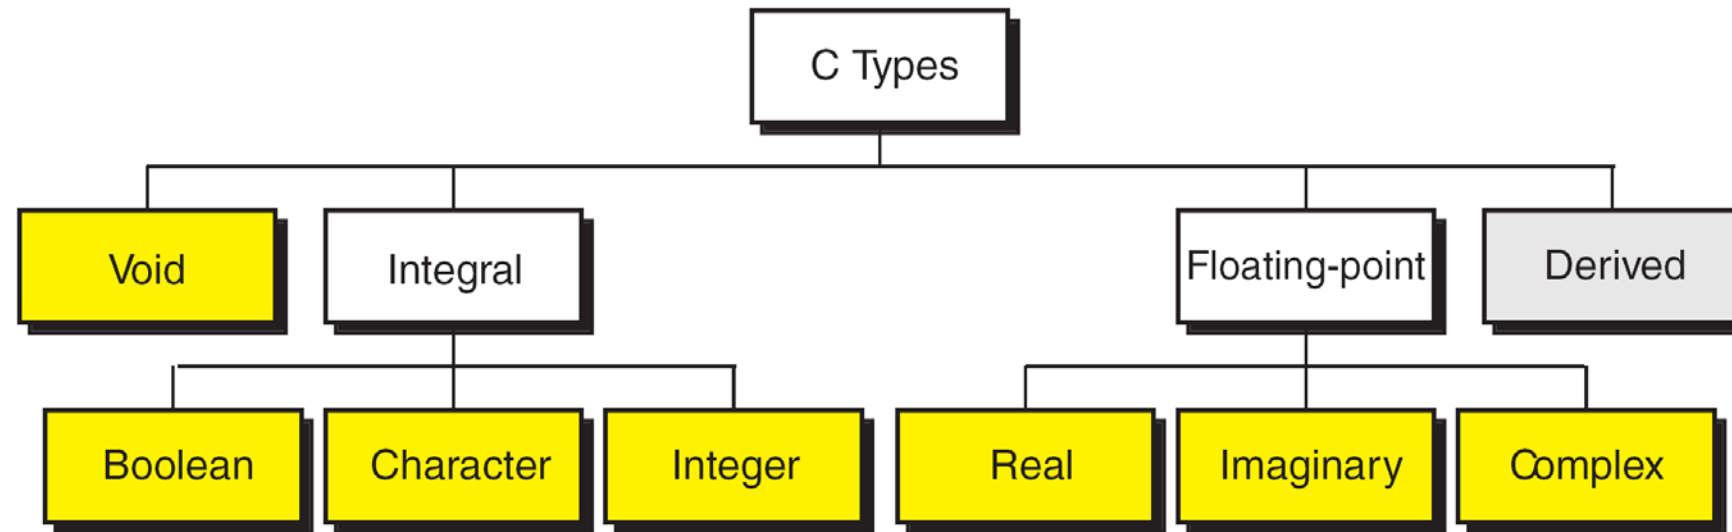 C Types
Void
Integral
Floating-point
Derived
Boolean
Character
Integer
Real
Imaginary
Complex